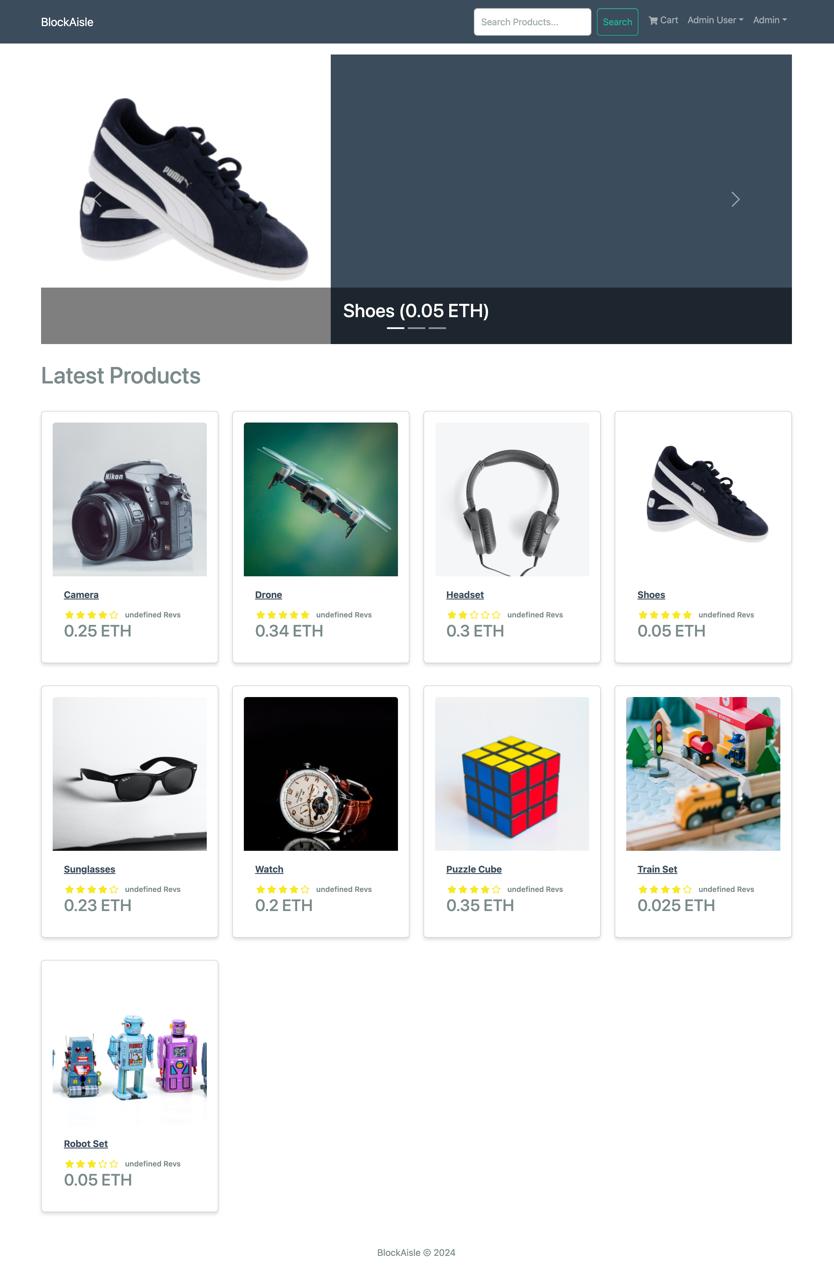 BlockAisle
Search Products...
Search
Cart
Admin User
Admin
PUMA
Shoes (0.05 ETH)
Latest Products
Nikon
PUMA
Camera
Drone
Headset
Shoes
undefined Revs
undefined Revs
undefined Revs
undefined Revs
0.25 ETH
0.34 ETH
0.3 ETH
0.05 ETH
Sunglasses
Watch
Puzzle Cube
Train Set
undefined Revs
undefined Revs
undefined Revs
undefined Revs
0.23 ETH
0.2 ETH
0.35 ETH
0.025 ETH
Robot Set
undefined Revs
0.05 ETH
BlockAisle © 2024